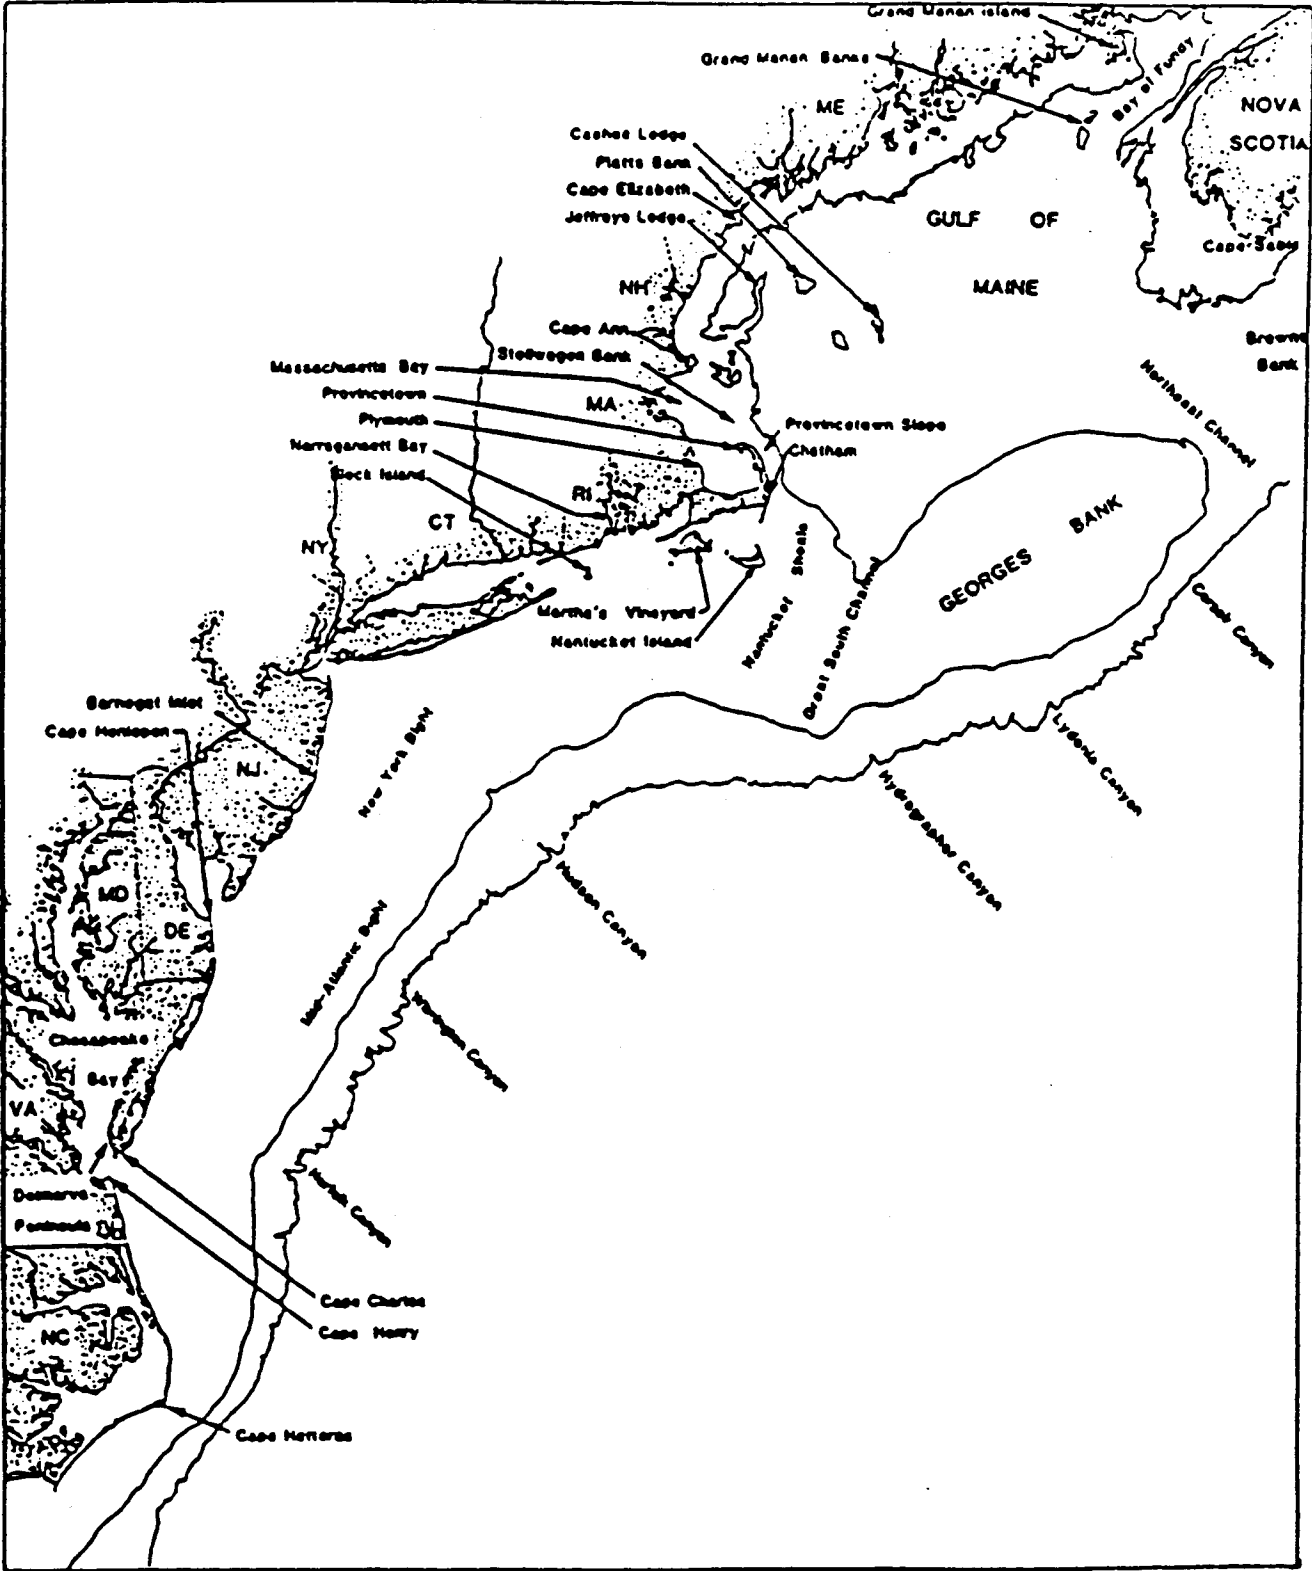 Grand Manan Island
Grand Manan Banks
Bay of Fundy
ME
NOVA
SCOTIA
Cashes Ledge
Platts Bank
Cape Elizabeth
Jeffreys Ledge
GULF OF
MAINE
Cape Sable
NH
Cape Ann
Stellwagen Bank
Browns
Bank
Massachusetts Bay
Provincetown
Plymouth
Narragansett Bay
Block Island
MA
Provincetown Slope
Chatham
Northeast Channel
RI
CT
NY
GEORGES BANK
Nantucket Shoals
Great South Channel
Martha's Vineyard
Nantucket Island
Corsair Canyon
Barnegat Inlet
Cape Henlopen
NJ
New York Bight
Lydonia Canyon
Hydrographer Canyon
Hudson Canyon
MD
DE
Mid-Atlantic Bight
Chesapeake
Bay
VA
Norfolk Canyon
Peninsula
Cape Charles
Cape Henry
NC
Cape Hatteras